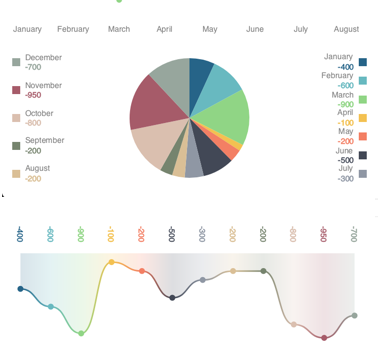 January February March April May June July August
December
-700
November
-950
October
-800
September
-200
August
-200
January
-400
February
-600
March
-900
April
-100
May
-200
June
-500
July
-300
-400 -600 -900 -100 -200 -500 -300 -200 -200 -800 -950 -700